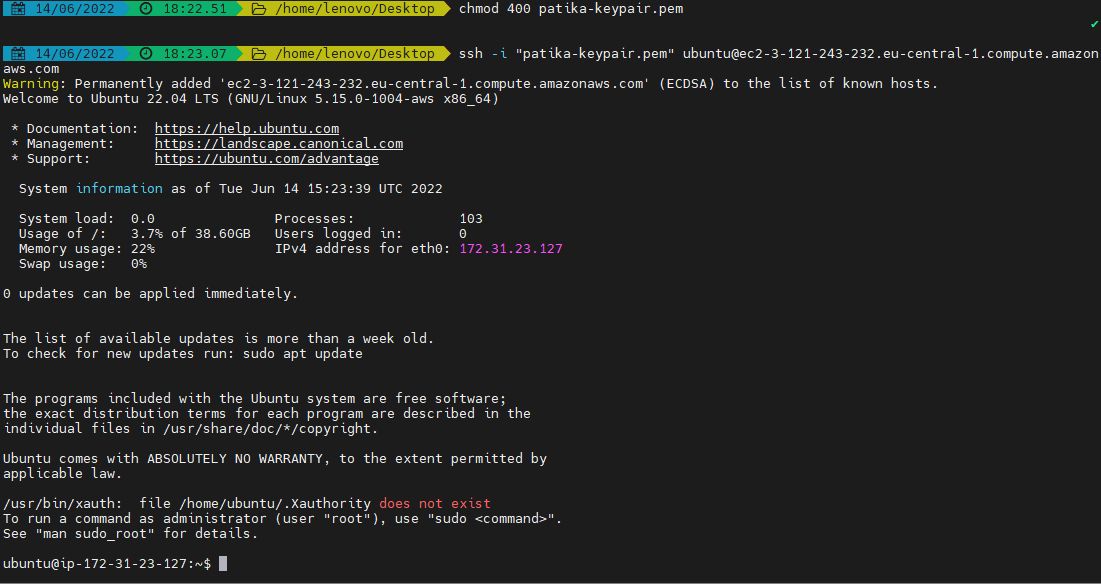 14/06/2022 18:22.51 /home/lenovo/Desktop chmod 400 patika-keypair.pem
✔
14/06/2022 18:23.07 /home/lenovo/Desktop ssh -i "patika-keypair.pem" ubuntu@ec2-3-121-243-232.eu-central-1.compute.amazon
aws.com
Warning: Permanently added 'ec2-3-121-243-232.eu-central-1.compute.amazonaws.com' (ECDSA) to the list of known hosts.
Welcome to Ubuntu 22.04 LTS (GNU/Linux 5.15.0-1004-aws x86_64)

 * Documentation:  https://help.ubuntu.com
 * Management:     https://landscape.canonical.com
 * Support:        https://ubuntu.com/advantage

  System information as of Tue Jun 14 15:23:39 UTC 2022

  System load:  0.0               Processes:             103
  Usage of /:   3.7% of 38.60GB   Users logged in:       0
  Memory usage: 22%               IPv4 address for eth0: 172.31.23.127
  Swap usage:   0%

0 updates can be applied immediately.

The list of available updates is more than a week old.
To check for new updates run: sudo apt update

The programs included with the Ubuntu system are free software;
the exact distribution terms for each program are described in the
individual files in /usr/share/doc/*/copyright.

Ubuntu comes with ABSOLUTELY NO WARRANTY, to the extent permitted by
applicable law.

/usr/bin/xauth:  file /home/ubuntu/.Xauthority does not exist
To run a command as administrator (user "root"), use "sudo <command>".
See "man sudo_root" for details.

ubuntu@ip-172-31-23-127:~$